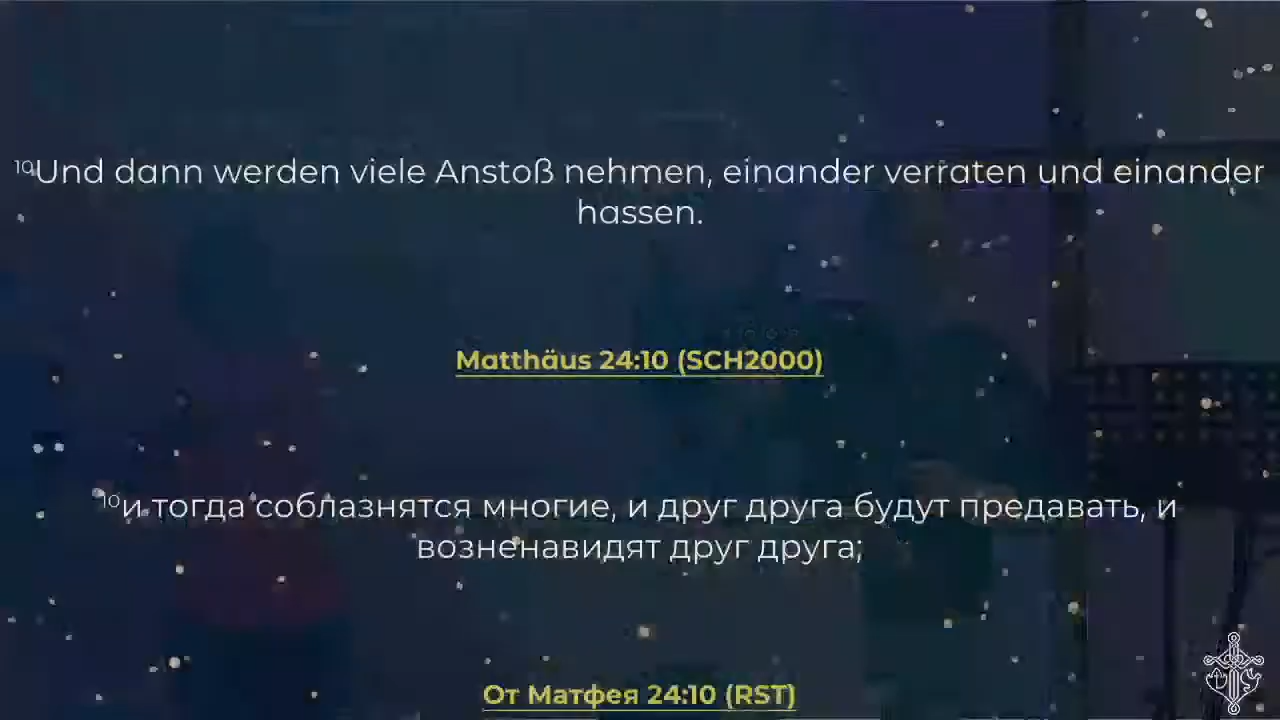 ¹⁰Und dann werden viele Anstoß nehmen, einander verraten und einander
hassen.
Matthäus 24:10 (SCH2000)
¹⁰и тогда соблазнятся многие, и друг друга будут предавать, и
возненавидят друг друга;
От Матфея 24:10 (RST)